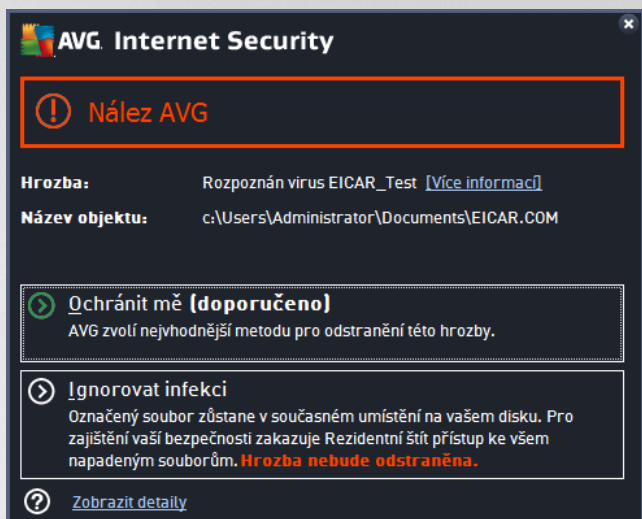 AVG. Internet Security
Nález AVG
Hrozba: Rozpoznán virus EICAR_Test [Více informací]
Název objektu: c:\Users\Administrator\Documents\EICAR.COM
Ochránit mě (doporučeno)
AVG zvolí nejvhodnější metodu pro odstranění této hrozby.
Ignorovat infekci
Označený soubor zůstane v současném umístění na vašem disku. Pro
zajištění vaší bezpečnosti zakazuje Rezidentní štít přístup ke všem
napadeným souborům. Hrozba nebude odstraněna.
Zobrazit detaily